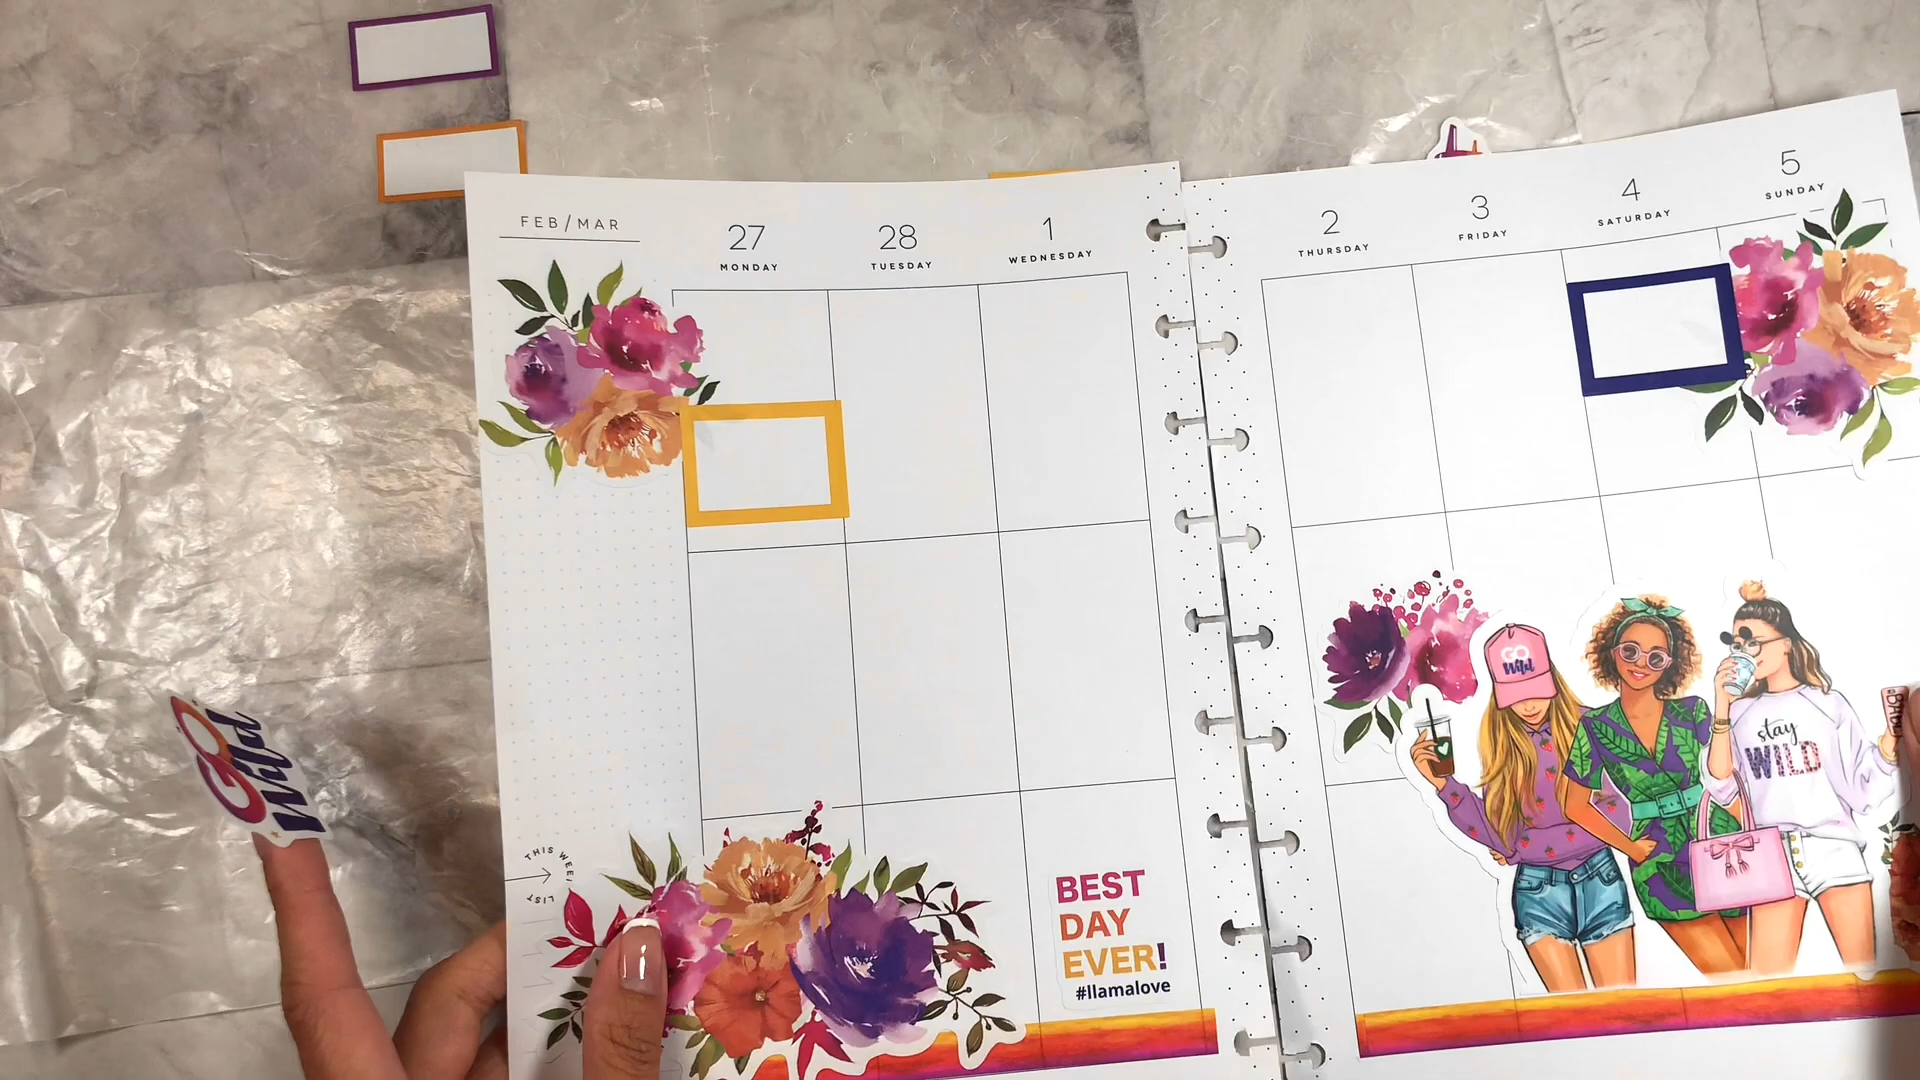 FEB/MAR
27
MONDAY
28
TUESDAY
1
WEDNESDAY
2
THURSDAY
3
FRIDAY
4
SATURDAY
5
SUNDAY
GO
Wild
THIS WEEK
LIST
BEST
DAY
EVER!
#llamalove
GO
Wild
stay
WILD